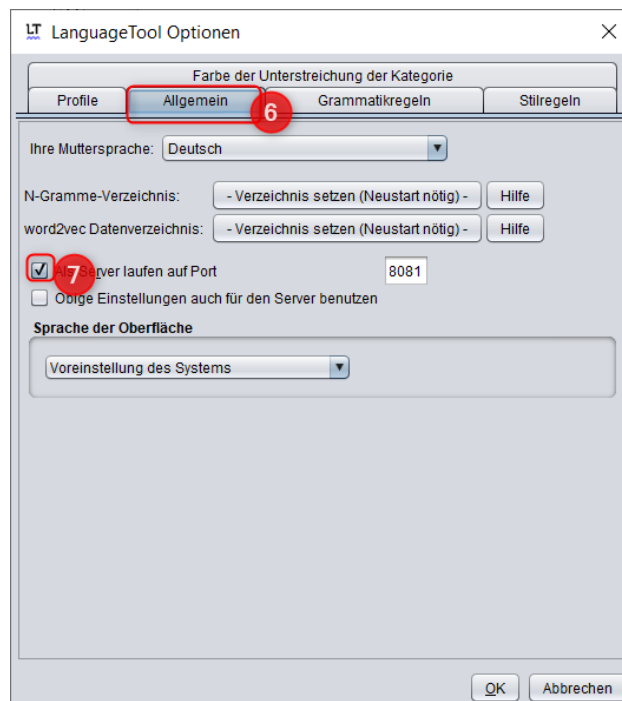 LT LanguageTool Optionen
Farbe der Unterstreichung der Kategorie
Profile Allgemein 6 Grammatikregeln Stilregeln
Ihre Muttersprache: Deutsch
N-Gramme-Verzeichnis: - Verzeichnis setzen (Neustart nötig) - Hilfe
word2vec Datenverzeichnis: - Verzeichnis setzen (Neustart nötig) - Hilfe
7 Als Server laufen auf Port 8081
Obige Einstellungen auch für den Server benutzen
Sprache der Oberfläche
Voreinstellung des Systems
OK Abbrechen